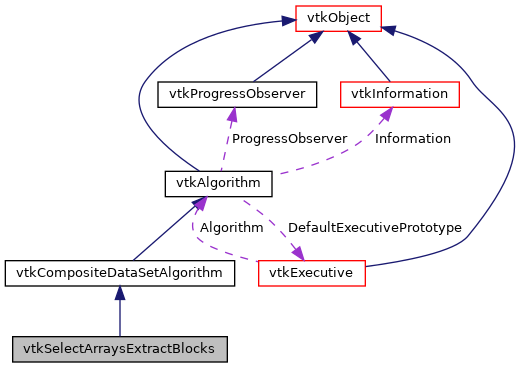 vtkObject
vtkProgressObserver
vtkInformation
ProgressObserver
Information
vtkAlgorithm
Algorithm
DefaultExecutivePrototype
vtkCompositeDataSetAlgorithm
vtkExecutive
vtkSelectArraysExtractBlocks